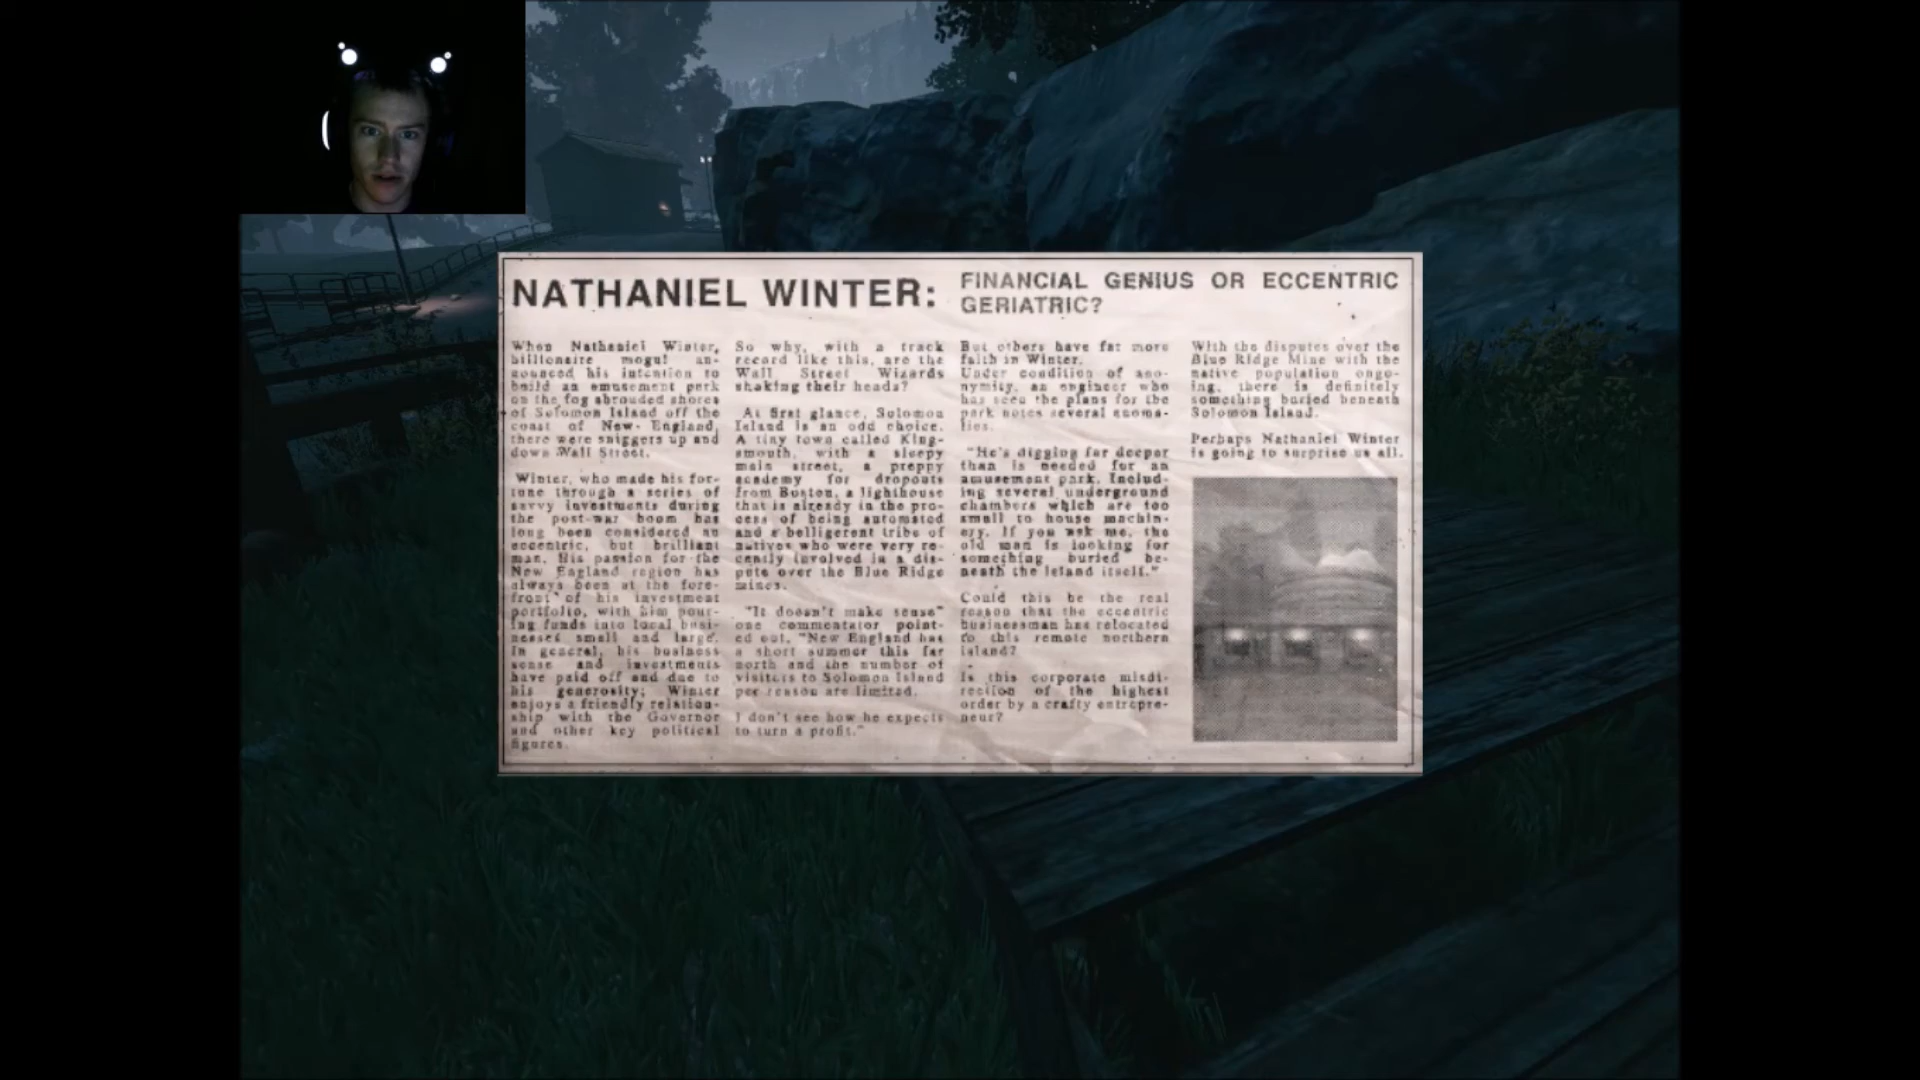 NATHANIEL WINTER:
FINANCIAL GENIUS OR ECCENTRIC
GERIATRIC?
When Nathaniel Winter,
billionaire mogul an-
nounced his intention to
build an amusement park
on the fog shrouded shores
of Solomon Island off the
coast of New- England,
there were sniggers up and
down Wall Street.
Winter, who made his for-
tune through a series of
savvy investments during
the post-war boom has
long been considered an
eccentric, but brilliant
man. His passion for the
New England region has
always been at the fore-
front of his investment
portfolio, with him pour-
ing funds into local busi-
nesses small and large.
In general, his business
sense and investments
have paid off and due to
his generosity; Winter
enjoys a friendly relation-
ship with the Governor
and other key political
figures.
So why, with a track
record like this, are the
Wall Street Wizards
shaking their heads?
At first glance, Solomon
Island is an odd choice.
A tiny town called King-
smouth, with a sleepy
main street, a preppy
academy for dropouts
from Boston, a lighthouse
that is already in the pro-
cess of being automated
and a belligerent tribe of
natives who were very re-
cently involved in a dis-
pute over the Blue Ridge
mines.
"It doesn't make sense"
one commentator point-
ed out, "New England has
a short summer this far
north and the number of
visitors to Solomon Island
per season are limited.
I don't see how he expects
to turn a profit."
But others have far more
faith in Winter.
Under condition of ano-
nymity, an engineer who
has seen the plans for the
park notes several anoma-
lies.
"He's digging far deeper
than is needed for an
amusement park. Includ-
ing several underground
chambers which are too
small to house machin-
ery. If you ask me, the
old man is looking for
something buried be-
neath the island itself."
Could this be the real
reason that the eccentric
businessman has relocated
to this remote northern
island?
Is this corporate misdi-
rection of the highest
order by a crafty entrepre-
neur?
With the disputes over the
Blue Ridge Mine with the
native population ongo-
ing, there is definitely
something buried beneath
Solomon Island.
Perhaps Nathaniel Winter
is going to surprise us all.